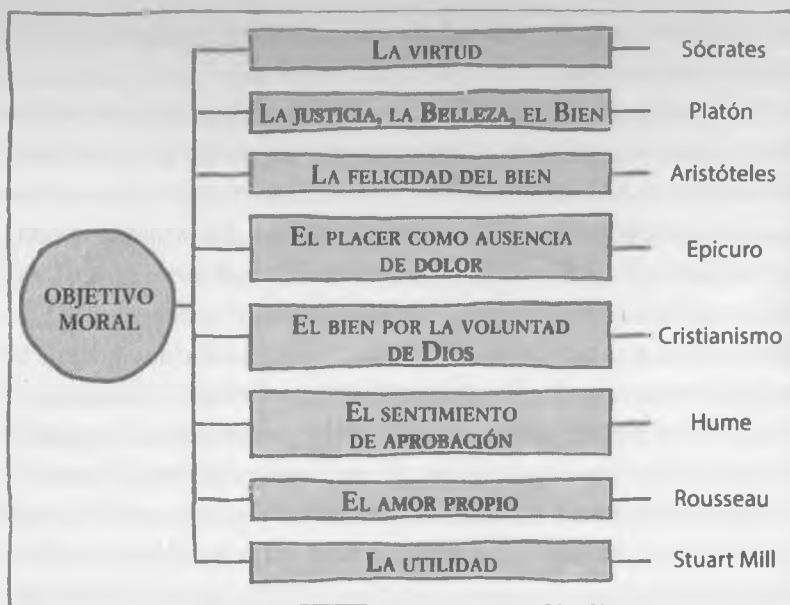 LA VIRTUD
Sócrates
LA JUSTICIA, LA BELLEZA, EL BIEN
Platón
LA FELICIDAD DEL BIEN
Aristóteles
EL PLACER COMO AUSENCIA
DE DOLOR
Epicuro
OBJETIVO
MORAL
EL BIEN POR LA VOLUNTAD
DE DIOS
Cristianismo
EL SENTIMIENTO
DE APROBACIÓN
Hume
EL AMOR PROPIO
Rousseau
LA UTILIDAD
Stuart Mill